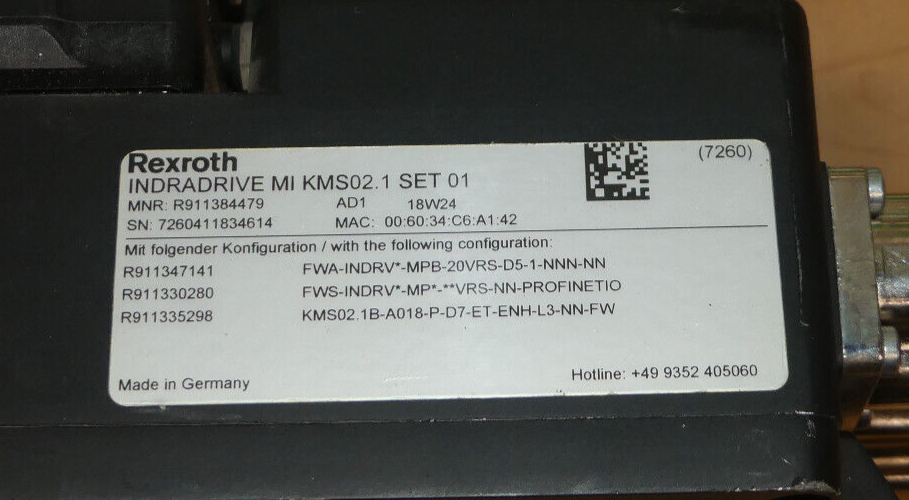 Rexroth (7260)
INDRADRIVE MI KMS02.1 SET 01
MNR: R911384479 AD1 18W24
SN: 7260411834614 MAC: 00:60:34:C6:A1:42
Mit folgender Konfiguration / with the following configuration:
R911347141 FWA-INDRV*-MPB-20VRS-D5-1-NNN-NN
R911330280 FWS-INDRV*-MP*-**VRS-NN-PROFINETIO
R911335298 KMS02.1B-A018-P-D7-ET-ENH-L3-NN-FW
Made in Germany Hotline: +49 9352 405060